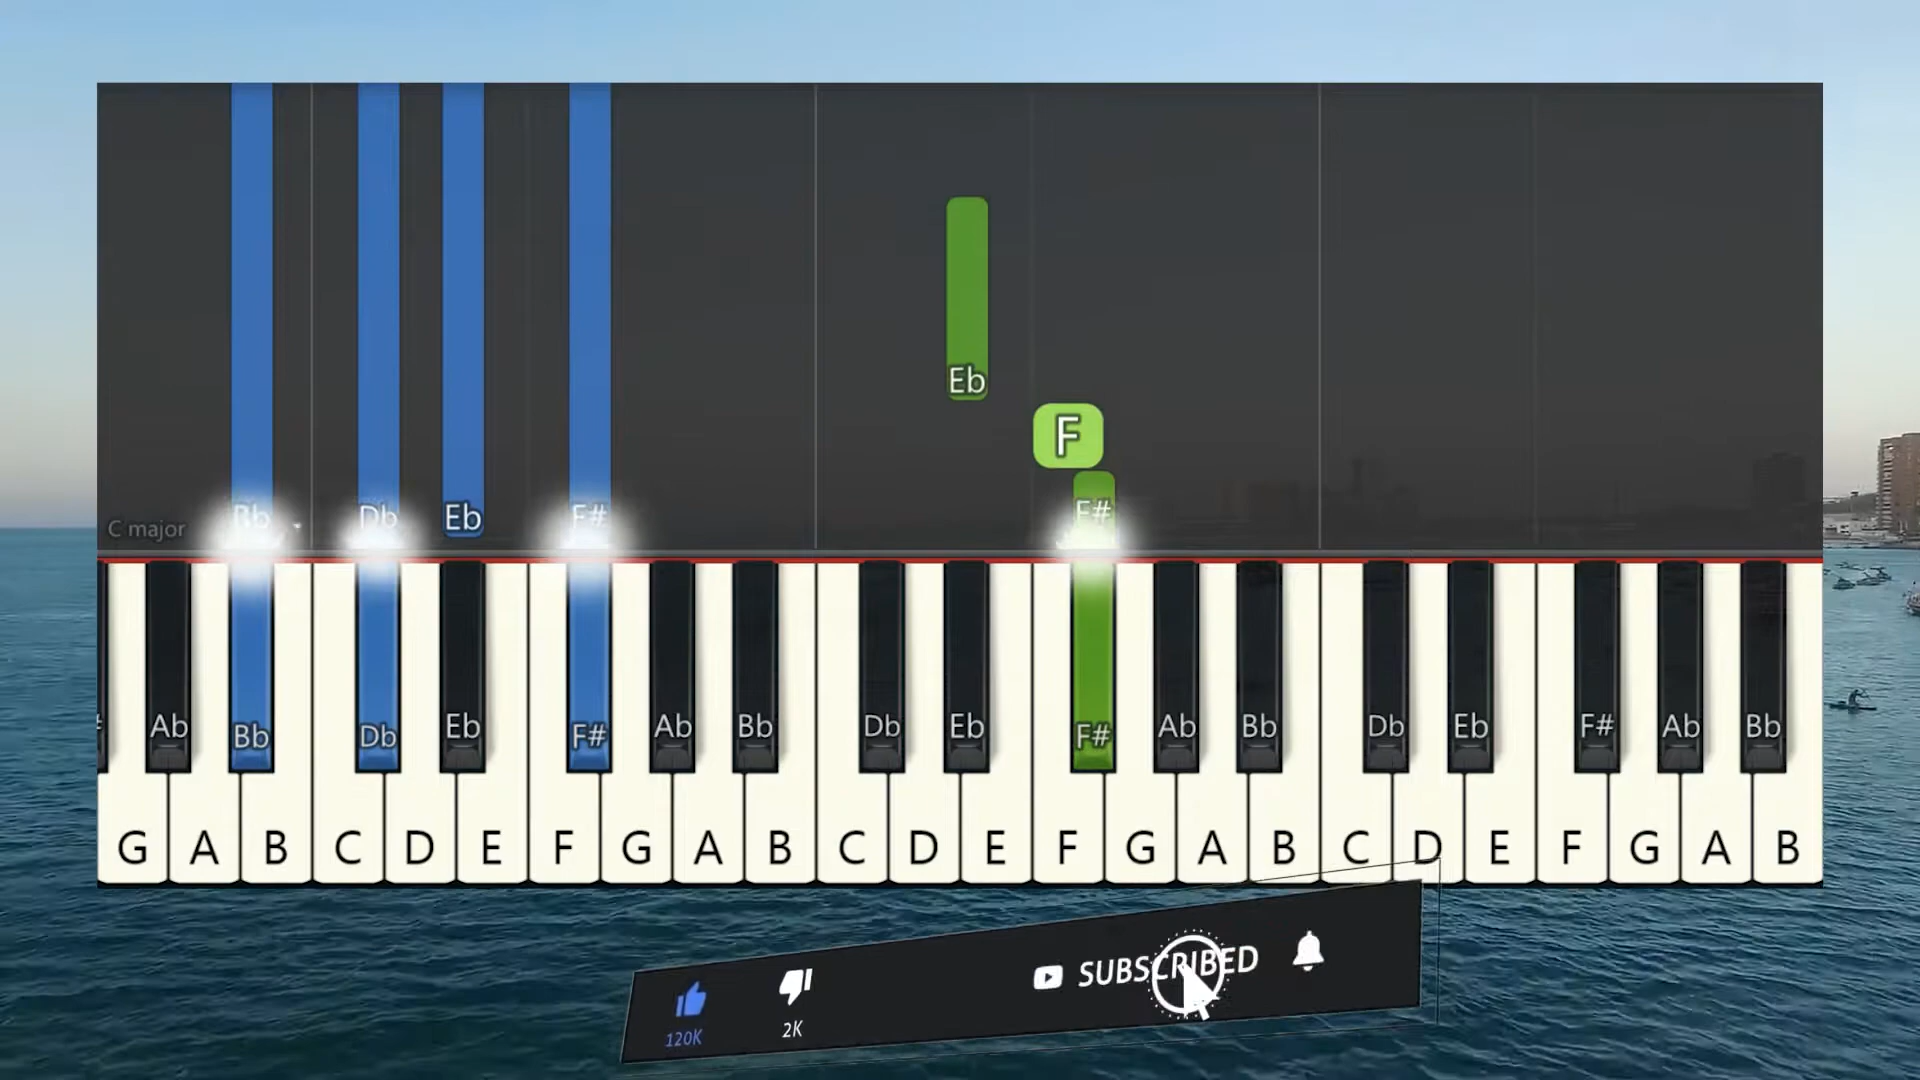 Eb
F
Bb Db Eb F# F#
C major
Ab Bb Db Eb F# Ab Bb Db Eb F# Ab Bb Db Eb F# Ab Bb
G A B C D E F G A B C D E F G A B C D E F G A B
SUBSCRIBED
120K 2K